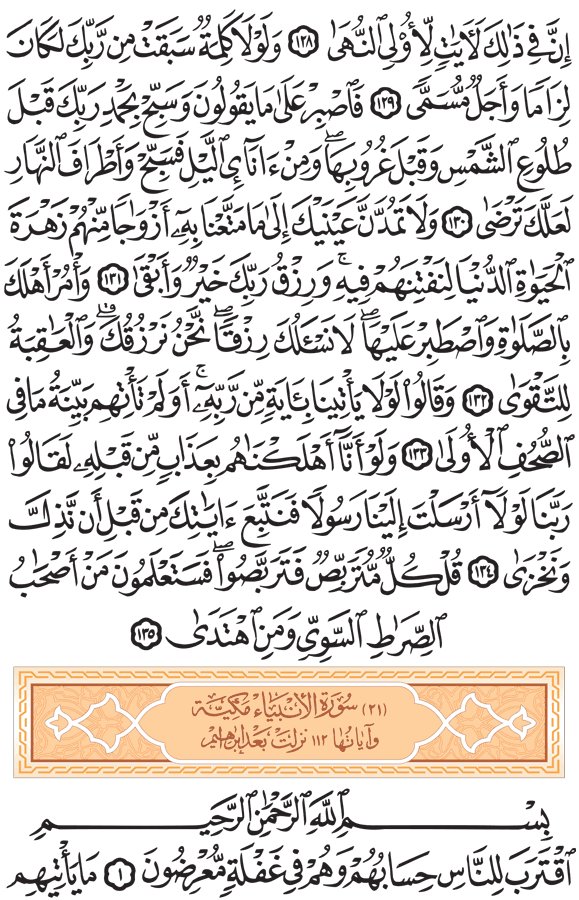 إِنَّ فِي ذَٰلِكَ لَأٓيَٰتٖ لِّأُوْلِي ٱلنُّهَىٰ ١٢٨ وَلَوۡلَا كَلِمَةٞ سَبَقَتۡ مِن رَّبِّكَ لَكَانَ
لِزَامٗا وَأَجَلٞ مُّسَمّٗى ١٢٩ فَٱصۡبِرۡ عَلَىٰ مَا يَقُولُونَ وَسَبِّحۡ بِحَمۡدِ رَبِّكَ قَبۡلَ
طُلُوعِ ٱلشَّمۡسِ وَقَبۡلَ غُرُوبِهَاۖ وَمِنۡ ءَانَآيِٕ ٱلَّيۡلِ فَسَبِّحۡ وَأَطۡرَافَ ٱلنَّهَارِ
لَعَلَّكَ تَرۡضَىٰ ١٣٠ وَلَا تَمُدَّنَّ عَيۡنَيۡكَ إِلَىٰ مَا مَتَّعۡنَا بِهِۦٓ أَزۡوَٰجٗا مِّنۡهُمۡ زَهۡرَةَ
ٱلۡحَيَوٰةِ ٱلدُّنۡيَا لِنَفۡتِنَهُمۡ فِيهِۚ وَرِزۡقُ رَبِّكَ خَيۡرٞ وَأَبۡقَىٰ ١٣١ وَأۡمُرۡ أَهۡلَكَ
بِٱلصَّلَوٰةِ وَٱصۡطَبِرۡ عَلَيۡهَاۖ لَا نَسۡـَٔلُكَ رِزۡقٗاۖ نَّحۡنُ نَرۡزُقُكَۗ وَٱلۡعَٰقِبَةُ
لِلتَّقۡوَىٰ ١٣٢ وَقَالُواْ لَوۡلَا يَأۡتِينَا بِـَٔايَةٖ مِّن رَّبِّهِۦٓۚ أَوَلَمۡ تَأۡتِهِم بَيِّنَةُ مَا فِي
ٱلصُّحُفِ ٱلۡأُولَىٰ ١٣٣ وَلَوۡ أَنَّآ أَهۡلَكۡنَٰهُم بِعَذَابٖ مِّن قَبۡلِهِۦ لَقَالُواْ
رَبَّنَا لَوۡلَآ أَرۡسَلۡتَ إِلَيۡنَا رَسُولٗا فَنَتَّبِعَ ءَايَٰتِكَ مِن قَبۡلِ أَن نَّذِلَّ
وَنَخۡزَىٰ ١٣٤ قُلۡ كُلّٞ مُّتَرَبِّصٞ فَتَرَبَّصُواْۖ فَسَتَعۡلَمُونَ مَنۡ أَصۡحَٰبُ
ٱلصِّرَٰطِ ٱلسَّوِيِّ وَمَنِ ٱهۡتَدَىٰ ١٣٥
(٢١) سُورَةُ الأَنْبِيَاءِ مَكِّيَّة
وَآيَاتُهَا ١١٢ نَزَلَتْ بَعْدَ إِبْرَاهِيم
بِسۡمِ ٱللَّهِ ٱلرَّحۡمَٰنِ ٱلرَّحِيمِ
ٱقۡتَرَبَ لِلنَّاسِ حِسَابُهُمۡ وَهُمۡ فِي غَفۡلَةٖ مُّعۡرِضُونَ ١ مَا يَأۡتِيهِم